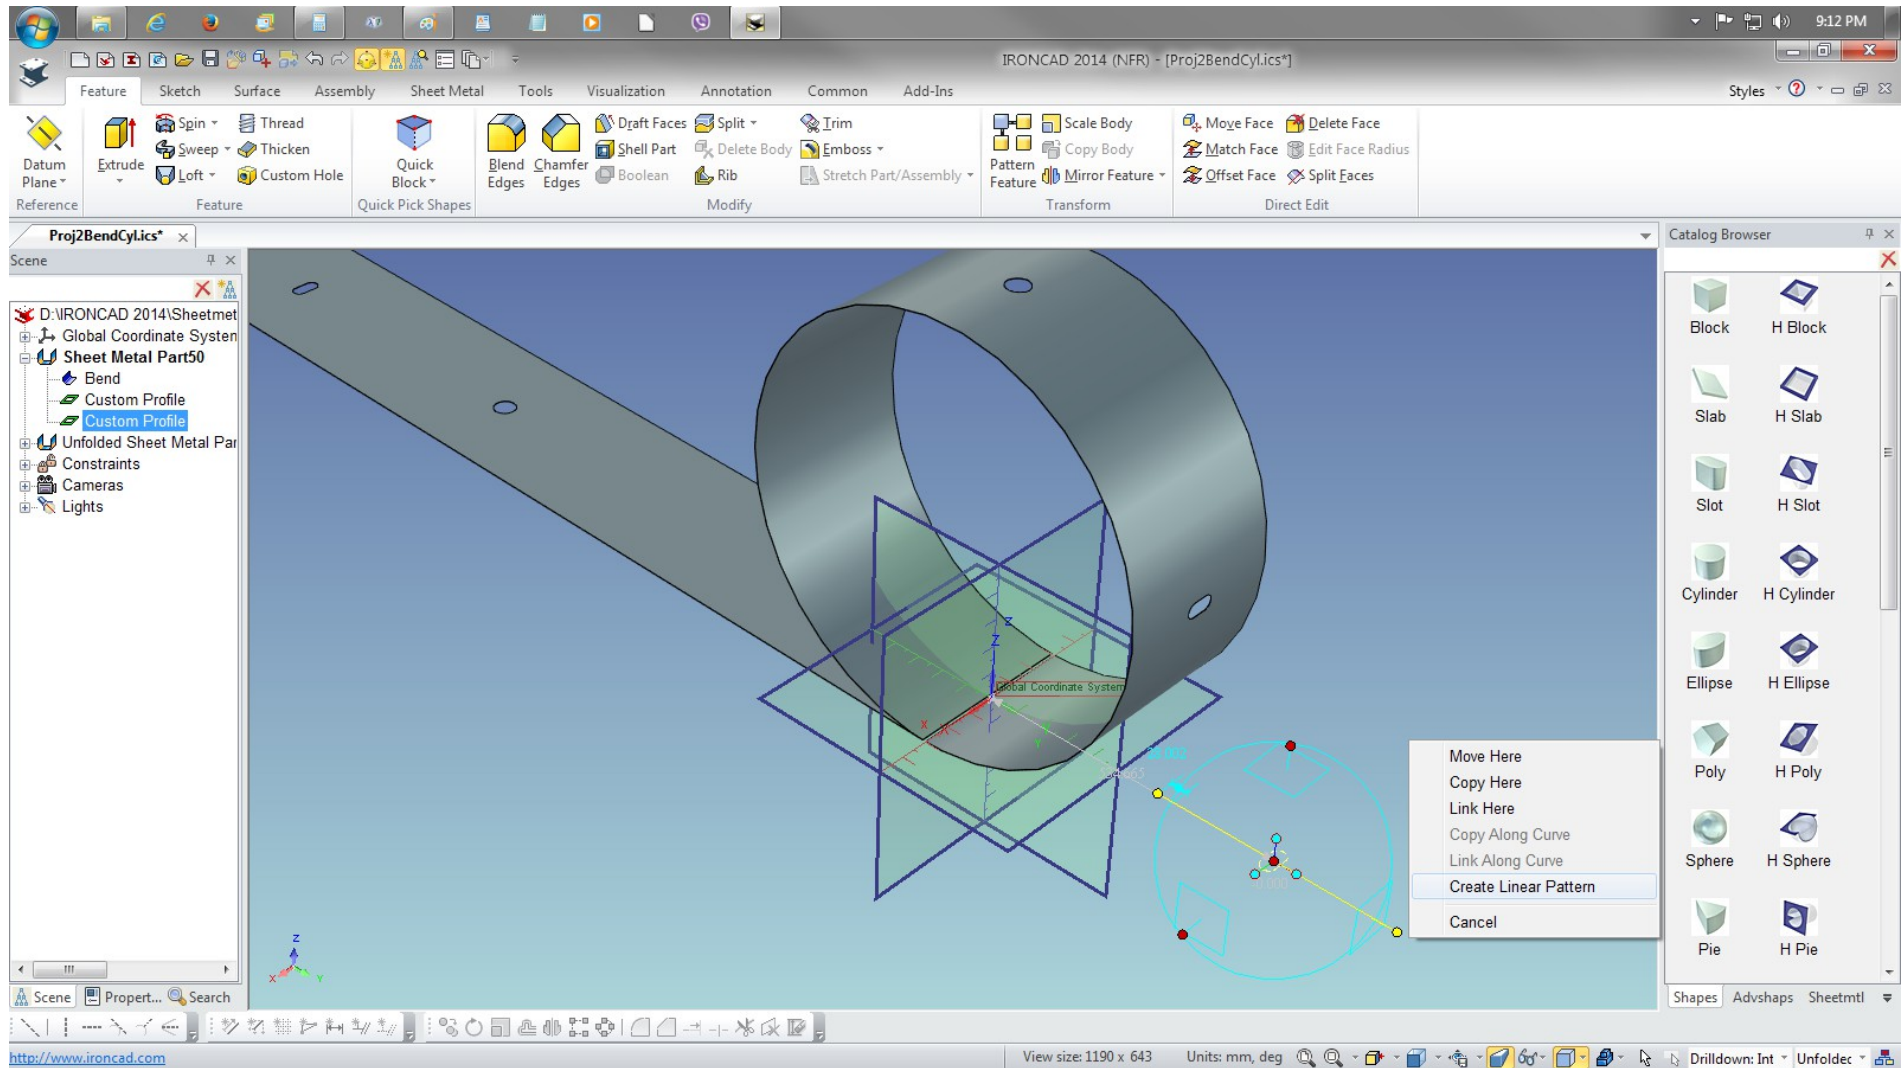 9:12 PM
IRONCAD 2014 (NFR) - [Proj2BendCyl.ics*]
Feature Sketch Surface Assembly Sheet Metal Tools Visualization Annotation Common Add-Ins Styles
Datum Plane
Extrude
Spin
Sweep
Loft
Thread
Thicken
Custom Hole
Quick Block
Blend Edges
Chamfer Edges
Draft Faces
Shell Part
Boolean
Split
Delete Body
Rib
Trim
Emboss
Stretch Part/Assembly
Pattern Feature
Scale Body
Copy Body
Mirror Feature
Move Face
Match Face
Offset Face
Delete Face
Edit Face Radius
Split Faces
Reference Feature Quick Pick Shapes Modify Transform Direct Edit
Proj2BendCyl.ics*
Scene
D:\IRONCAD 2014\Sheetmet
Global Coordinate System
Sheet Metal Part50
Bend
Custom Profile
Custom Profile
Unfolded Sheet Metal Par
Constraints
Cameras
Lights
Scene Propert... Search
Z
Z
Global Coordinate System
X
Y
Z
X Y
Move Here
Copy Here
Link Here
Copy Along Curve
Link Along Curve
Create Linear Pattern
Cancel
Catalog Browser
Block H Block
Slab H Slab
Slot H Slot
Cylinder H Cylinder
Ellipse H Ellipse
Poly H Poly
Sphere H Sphere
Pie H Pie
Shapes Advshaps Sheetmtl
http://www.ironcad.com
View size: 1190 x 643 Units: mm, deg
Drilldown: Int Unfoldec